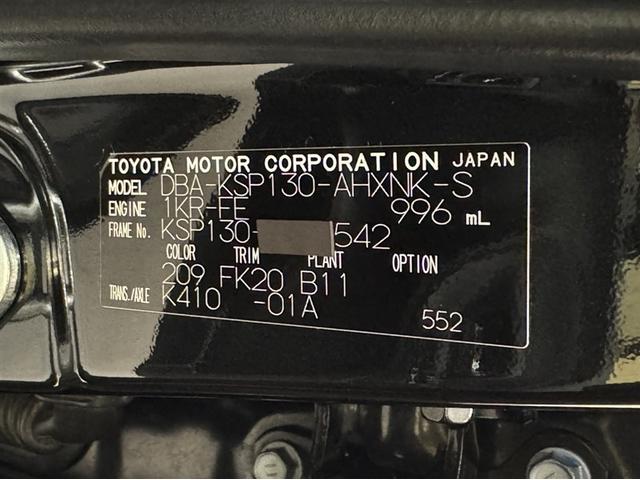 TOYOTA MOTOR CORPORATION JAPAN
MODEL DBA-KSP130-AHXNK-S
ENGINE 1KR-FE 996 mL
FRAME No. KSP130- 542
COLOR TRIM PLANT OPTION
209 FK20 B11
TRANS./AXLE K410 -01A
552